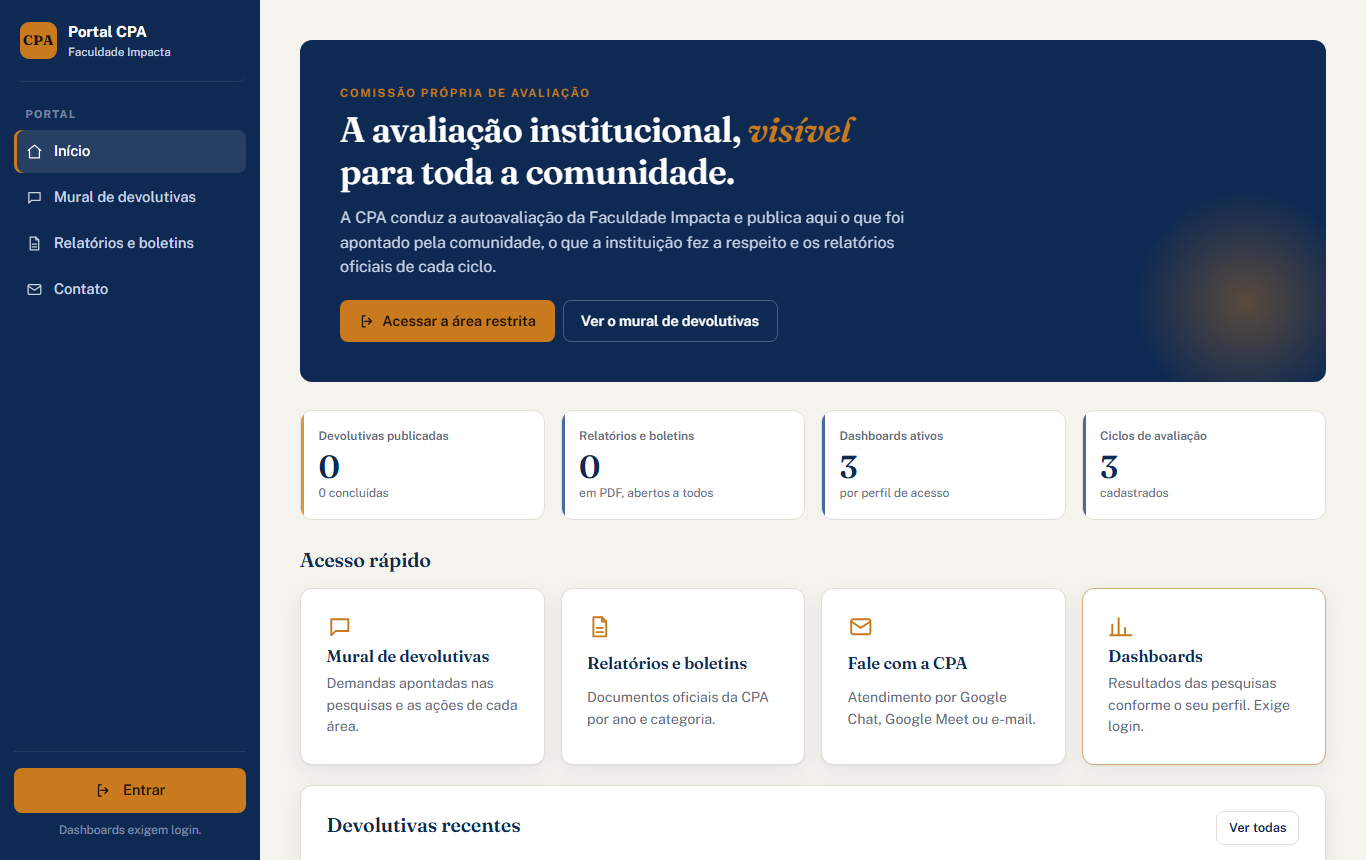 CPA
Portal CPA
Faculdade Impacta
PORTAL
Início
Mural de devolutivas
Relatórios e boletins
Contato
Entrar
Dashboards exigem login.
COMISSÃO PRÓPRIA DE AVALIAÇÃO
A avaliação institucional, visível
para toda a comunidade.
A CPA conduz a autoavaliação da Faculdade Impacta e publica aqui o que foi
apontado pela comunidade, o que a instituição fez a respeito e os relatórios
oficiais de cada ciclo.
Acessar a área restrita
Ver o mural de devolutivas
Devolutivas publicadas
0
0 concluídas
Relatórios e boletins
0
em PDF, abertos a todos
Dashboards ativos
3
por perfil de acesso
Ciclos de avaliação
3
cadastrados
Acesso rápido
Mural de devolutivas
Demandas apontadas nas
pesquisas e as ações de cada
área.
Relatórios e boletins
Documentos oficiais da CPA
por ano e categoria.
Fale com a CPA
Atendimento por Google
Chat, Google Meet ou e-mail.
Dashboards
Resultados das pesquisas
conforme o seu perfil. Exige
login.
Devolutivas recentes
Ver todas